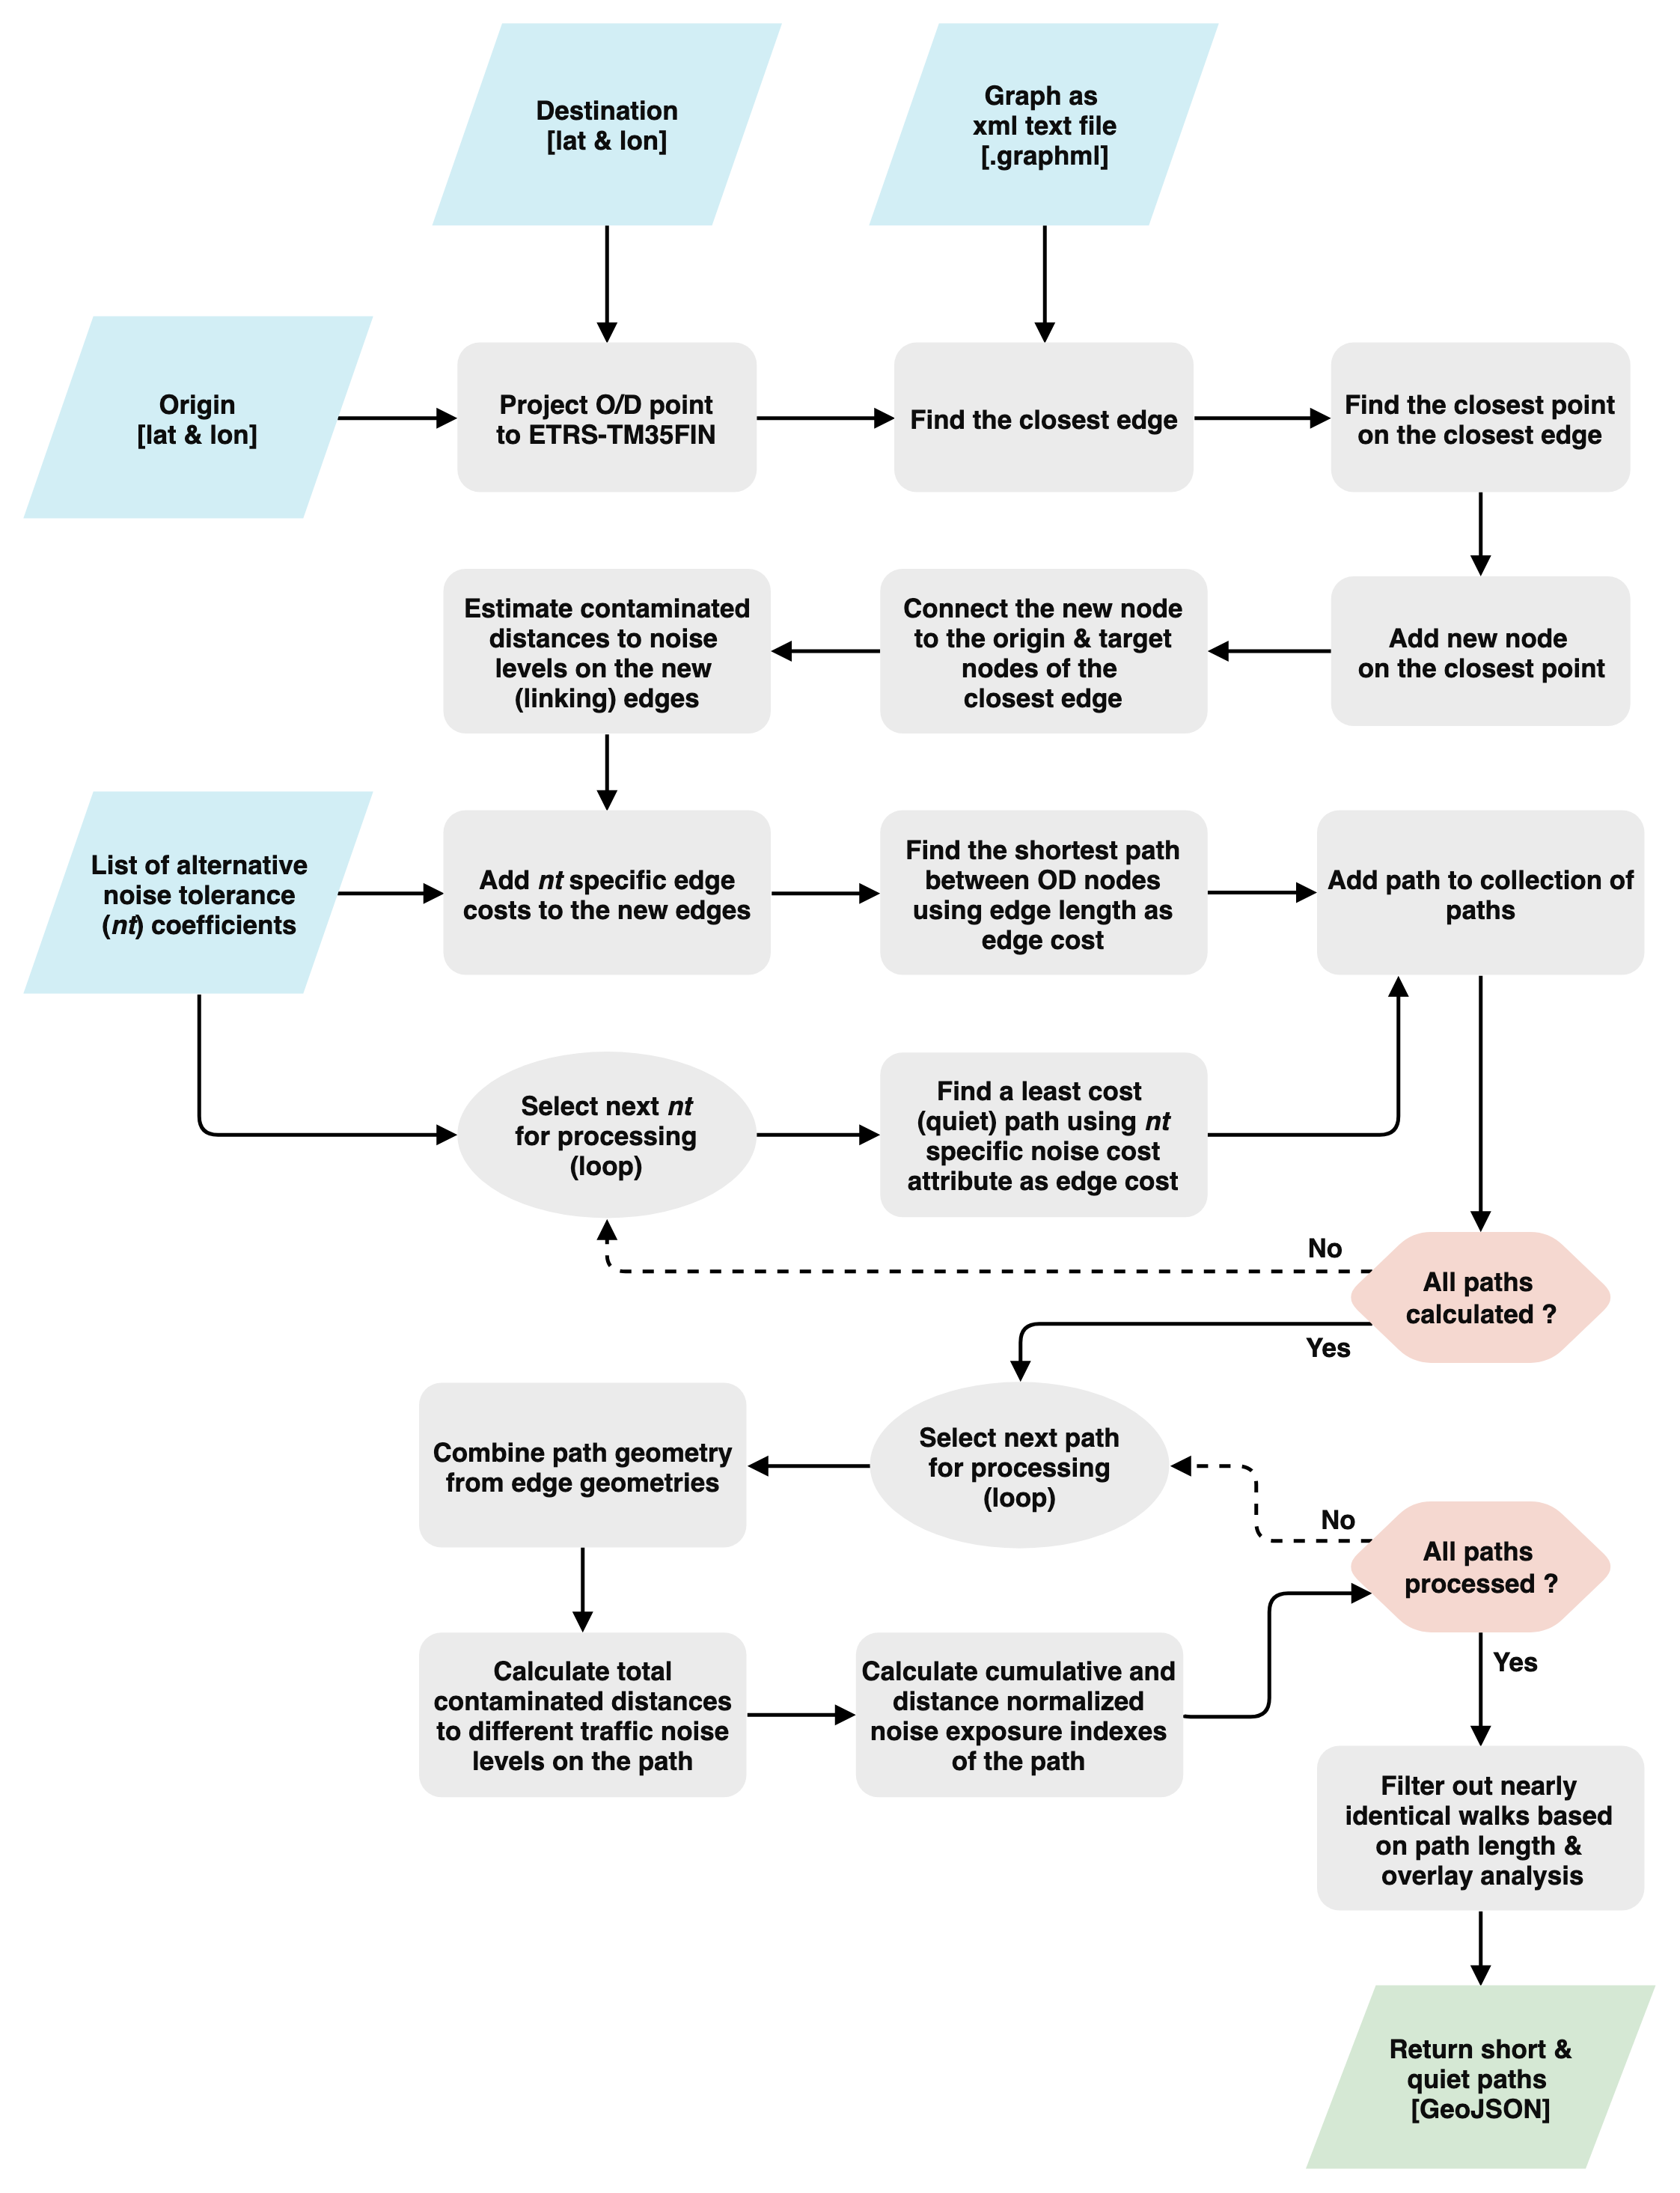 Destination
[lat & lon]
Graph as
xml text file
[.graphml]
Origin
[lat & lon]
Project O/D point
to ETRS-TM35FIN
Find the closest edge
Find the closest point
on the closest edge
Estimate contaminated
distances to noise
levels on the new
(linking) edges
Connect the new node
to the origin & target
nodes of the
closest edge
Add new node
on the closest point
List of alternative
noise tolerance
(nt) coefficients
Add nt specific edge
costs to the new edges
Find the shortest path
between OD nodes
using edge length as
edge cost
Add path to collection of
paths
Select next nt
for processing
(loop)
Find a least cost
(quiet) path using nt
specific noise cost
attribute as edge cost
No
All paths
calculated ?
Yes
Combine path geometry
from edge geometries
Select next path
for processing
(loop)
No
All paths
processed ?
Yes
Calculate total
contaminated distances
to different traffic noise
levels on the path
Calculate cumulative and
distance normalized
noise exposure indexes
of the path
Filter out nearly
identical walks based
on path length &
overlay analysis
Return short &
quiet paths
[GeoJSON]